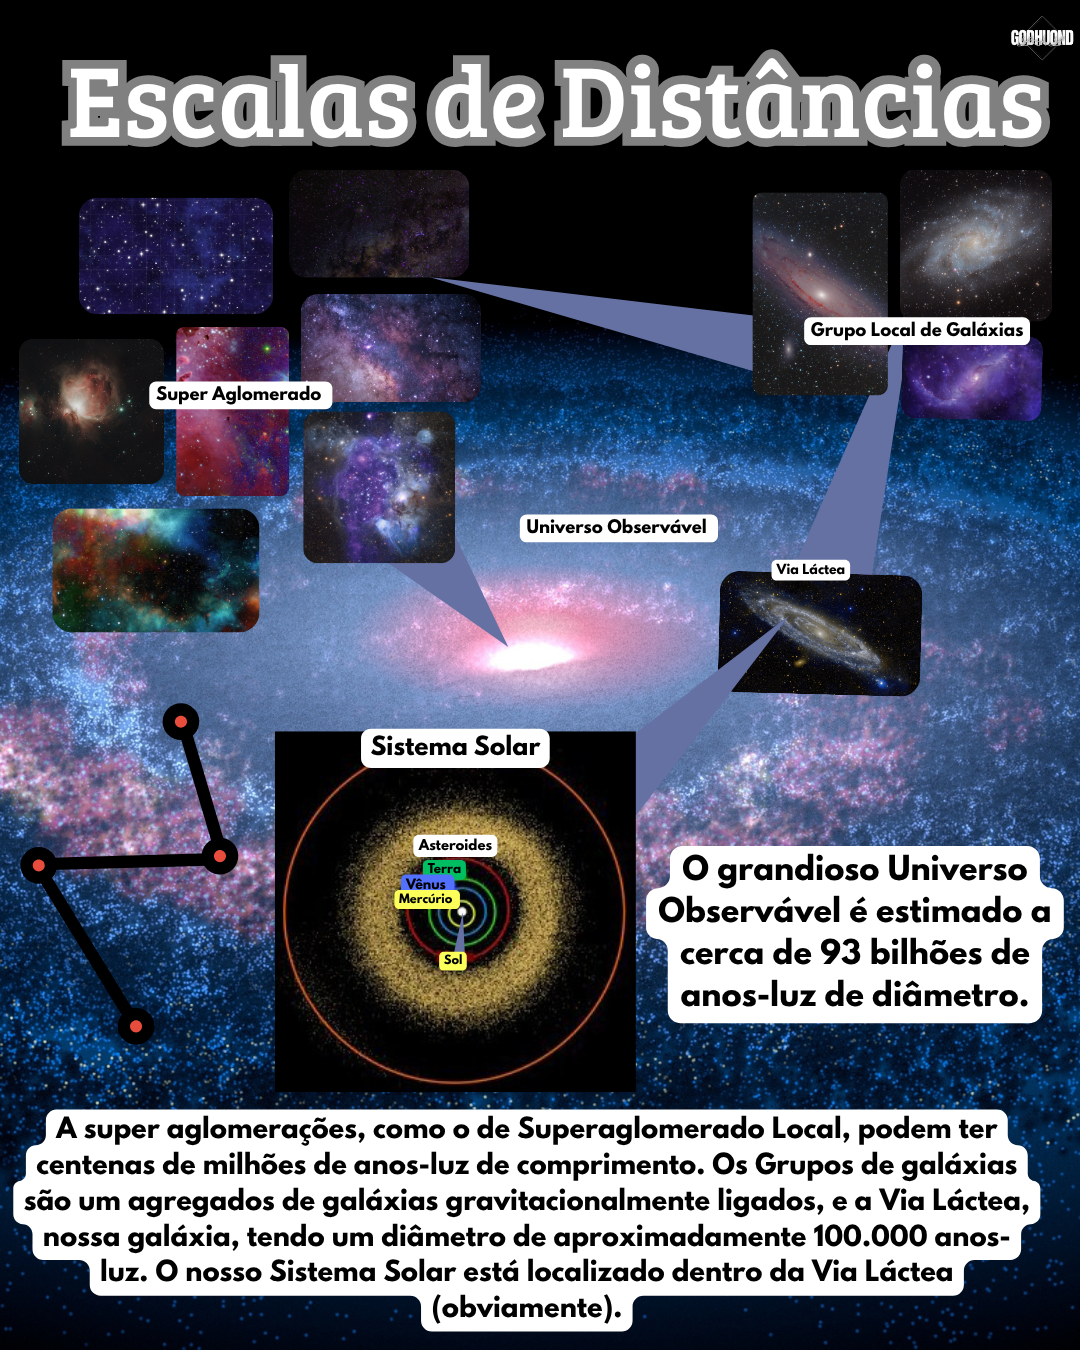 GODHUOND
Escalas de Distâncias
Grupo Local de Galáxias
Super Aglomerado
Universo Observável
Via Láctea
Sistema Solar
Asteroides
Terra
Vênus
Mercúrio
Sol
O grandioso Universo
Observável é estimado a
cerca de 93 bilhões de
anos-luz de diâmetro.
A super aglomerações, como o de Superaglomerado Local, podem ter
centenas de milhões de anos-luz de comprimento. Os Grupos de galáxias
são um agregados de galáxias gravitacionalmente ligados, e a Via Láctea,
nossa galáxia, tendo um diâmetro de aproximadamente 100.000 anos-
luz. O nosso Sistema Solar está localizado dentro da Via Láctea
(obviamente).